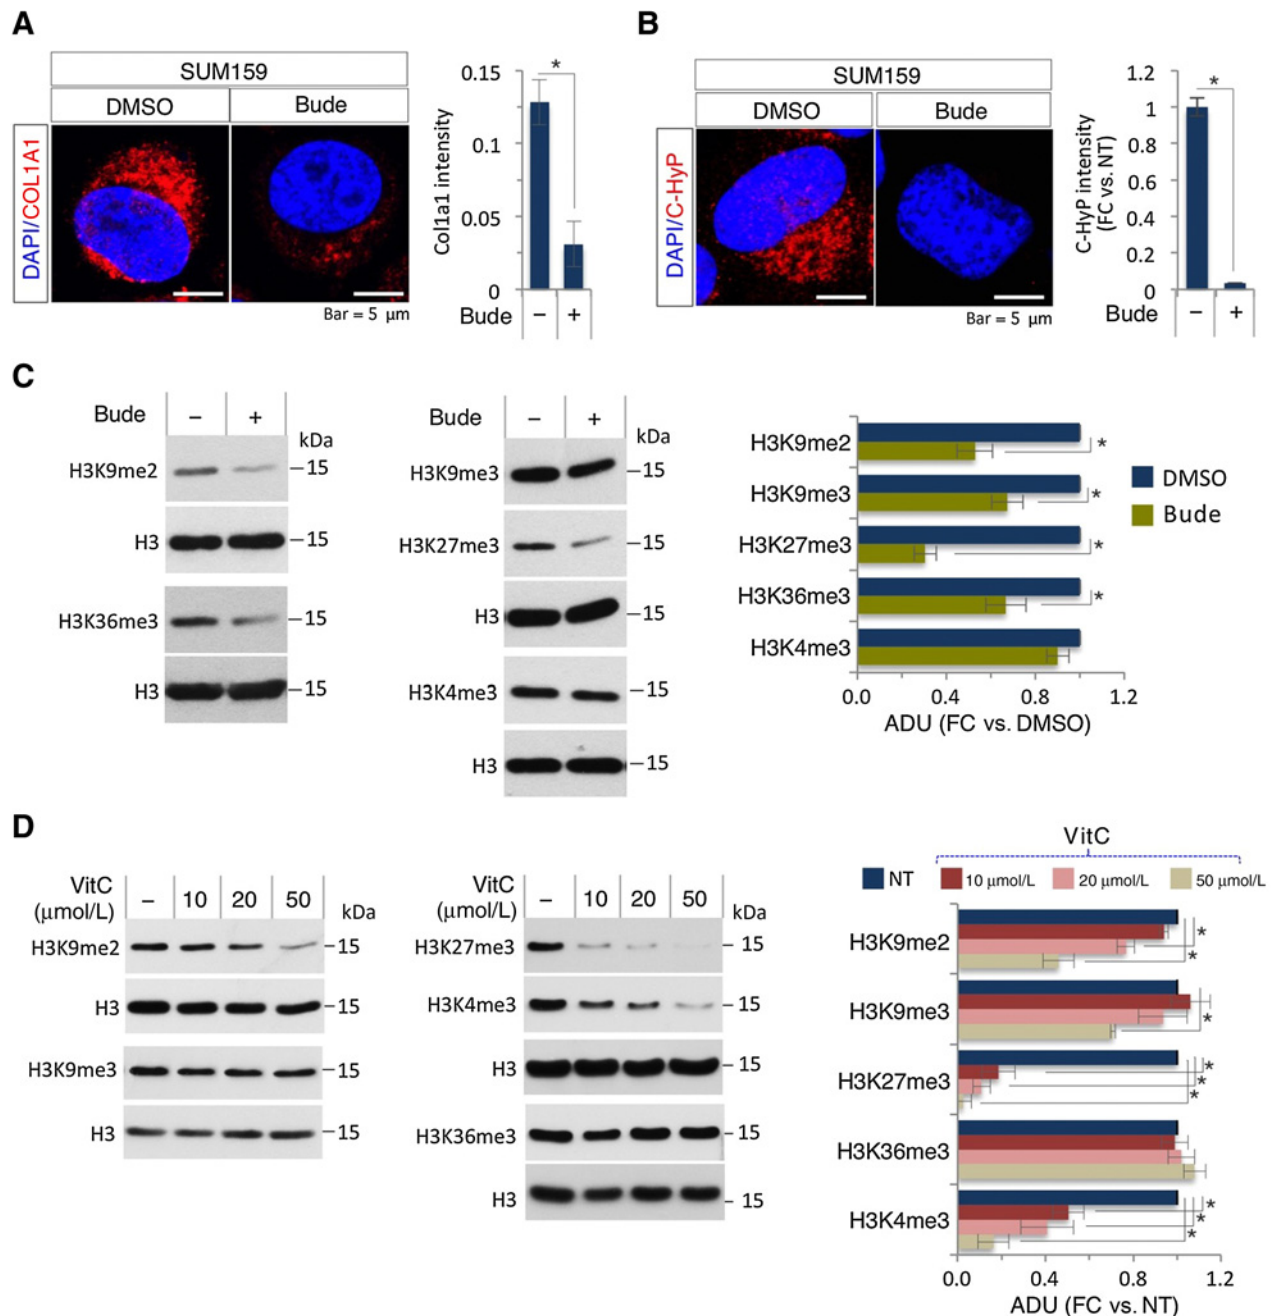 A
SUM159
DMSO Bude
DAPI/COL1A1
Bar = 5 μm
Col1a1 intensity
0.15
0.1
0.05
0
*
Bude − +
B
SUM159
DMSO Bude
DAPI/C-HyP
Bar = 5 μm
C-HyP intensity
(FC vs. NT)
1.2
1
0.8
0.6
0.4
0.2
0
*
Bude − +
C
Bude − +
kDa
H3K9me2 15
H3 15
H3K36me3 15
H3 15
Bude − +
kDa
H3K9me3 15
H3K27me3 15
H3 15
H3K4me3 15
H3 15
H3K9me2 *
H3K9me3 *
H3K27me3 *
H3K36me3 *
H3K4me3
0.0 0.4 0.8 1.2
ADU (FC vs. DMSO)
DMSO
Bude
D
VitC
(μmol/L) − 10 20 50
kDa
H3K9me2 15
H3 15
H3K9me3 15
H3 15
VitC
(μmol/L) − 10 20 50
kDa
H3K27me3 15
H3K4me3 15
H3 15
H3K36me3 15
H3 15
VitC
NT 10 μmol/L 20 μmol/L 50 μmol/L
H3K9me2 * *
H3K9me3 *
H3K27me3 * * *
H3K36me3
H3K4me3 * * *
0.0 0.4 0.8 1.2
ADU (FC vs. NT)